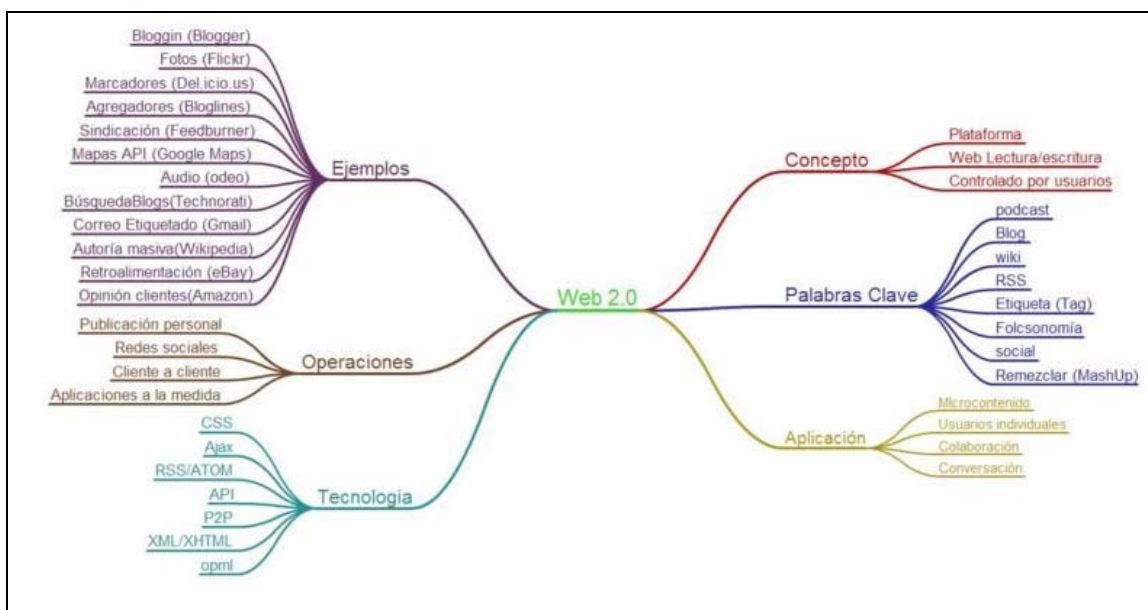 Web 2.0
Ejemplos
Bloggin (Blogger)
Fotos (Flickr)
Marcadores (Del.icio.us)
Agregadores (Bloglines)
Sindicación (Feedburner)
Mapas API (Google Maps)
Audio (odeo)
BúsquedaBlogs(Technorati)
Correo Etiquetado (Gmail)
Autoría masiva(Wikipedia)
Retroalimentación (eBay)
Opinión clientes(Amazon)
Operaciones
Publicación personal
Redes sociales
Cliente a cliente
Aplicaciones a la medida
Tecnologia
CSS
Ajax
RSS/ATOM
API
P2P
XML/XHTML
opml
Concepto
Plataforma
Web Lectura/escritura
Controlado por usuarios
Palabras Clave
podcast
Blog
wiki
RSS
Etiqueta (Tag)
Folcsonomía
social
Remezclar (MashUp)
Aplicación
MIcrocontenido
Usuarios individuales
Colaboración
Conversación